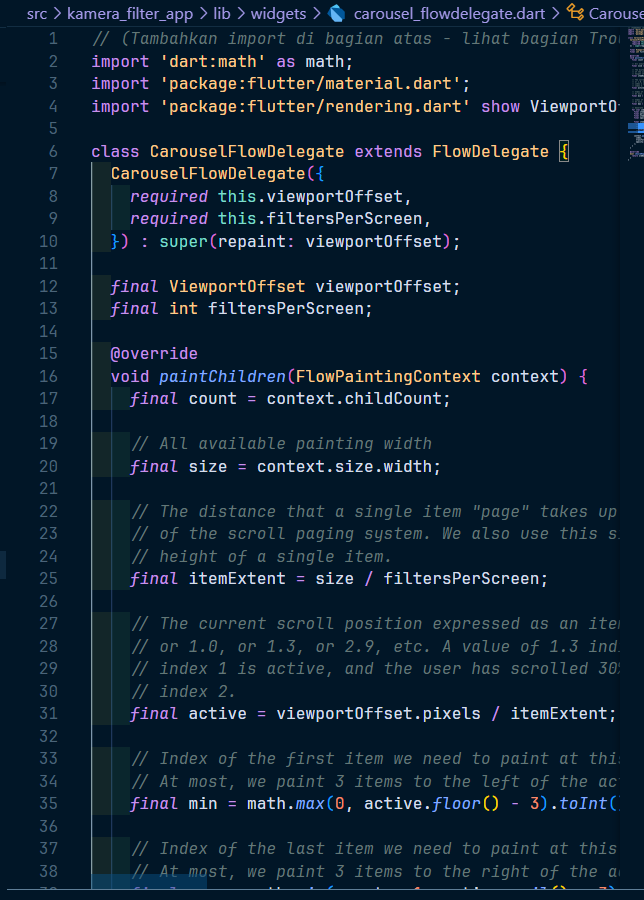 src > kamera_filter_app > lib > widgets > carousel_flowdelegate.dart > Carouse
1 // (Tambahkan import di bagian atas - lihat bagian Tro
2 import 'dart:math' as math;
3 import 'package:flutter/material.dart';
4 import 'package:flutter/rendering.dart' show ViewportO
5
6 class CarouselFlowDelegate extends FlowDelegate {
7 CarouselFlowDelegate({
8 required this.viewportOffset,
9 required this.filtersPerScreen,
10 }) : super(repaint: viewportOffset);
11
12 final ViewportOffset viewportOffset;
13 final int filtersPerScreen;
14
15 @override
16 void paintChildren(FlowPaintingContext context) {
17 final count = context.childCount;
18
19 // All available painting width
20 final size = context.size.width;
21
22 // The distance that a single item "page" takes up
23 // of the scroll paging system. We also use this si
24 // height of a single item.
25 final itemExtent = size / filtersPerScreen;
26
27 // The current scroll position expressed as an ite
28 // or 1.0, or 1.3, or 2.9, etc. A value of 1.3 indi
29 // index 1 is active, and the user has scrolled 30%
30 // index 2.
31 final active = viewportOffset.pixels / itemExtent;
32
33 // Index of the first item we need to paint at this
34 // At most, we paint 3 items to the left of the act
35 final min = math.max(0, active.floor() - 3).toInt(
36
37 // Index of the last item we need to paint at this
38 // At most, we paint 3 items to the right of the a